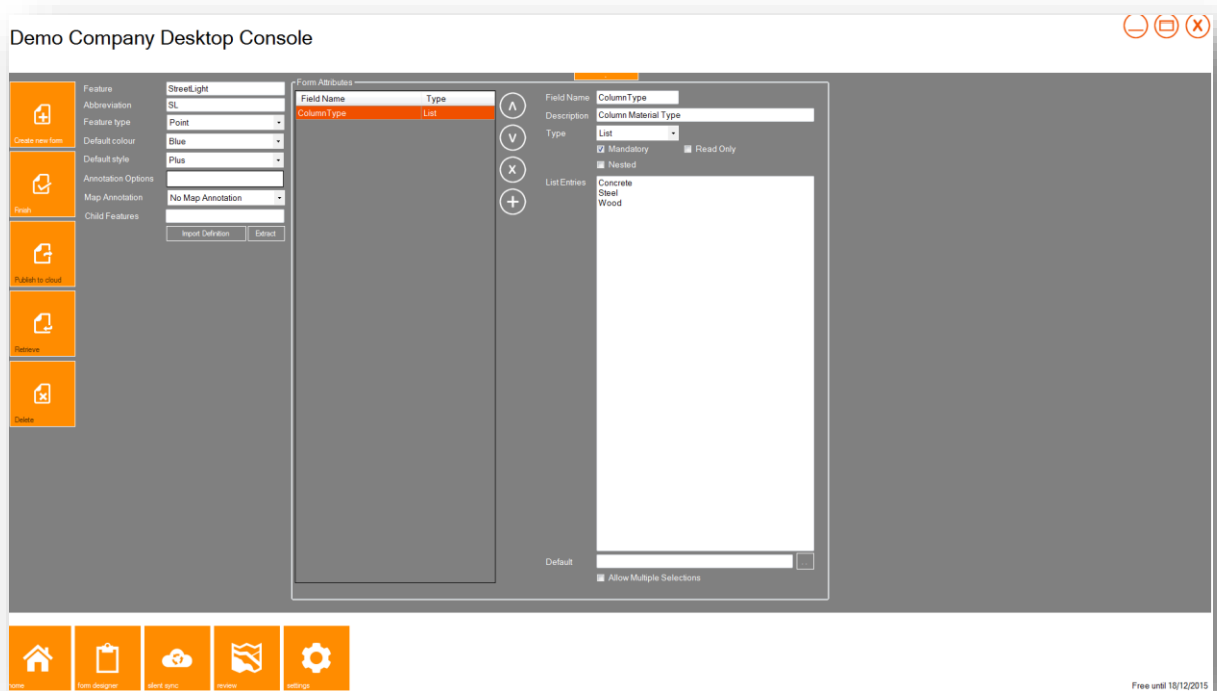 Demo Company Desktop Console
X
Create new form
Finish
Publish to cloud
Retrieve
Delete
Feature StreetLight
Abbreviation SL
Feature type Point
Default colour Blue
Default style Plus
Annotation Options
Map Annotation No Map Annotation
Child Features
Import Definition Extract
Form Attributes
Field Name Type
ColumnType List
Field Name ColumnType
Description Column Material Type
Type List
Mandatory Read Only
Nested
List Entries Concrete
Steel
Wood
Default
Allow Multiple Selections
home form designer silent sync review settings
Free until 18/12/2015